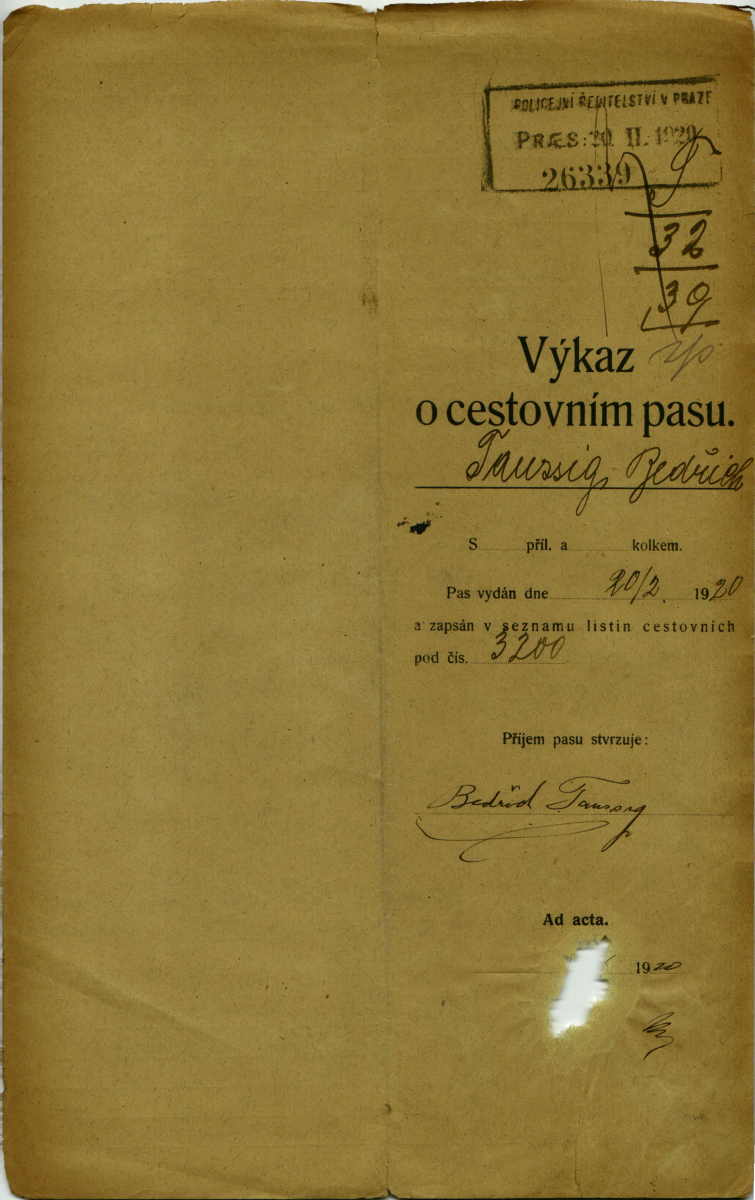 POLICEJNÍ ŘEDITELSTVÍ V PRAZE
PRÆS: 20 II. 1920
26339
32
39
Výkaz
o cestovním pasu.
Taussig Bedřich
S příl. a kolkem.
Pas vydán dne 20/2. 1920
a zapsán v seznamu listin cestovních
pod čís. 3200
Příjem pasu stvrzuje:
Bedřich Taussig
Ad acta.
1920